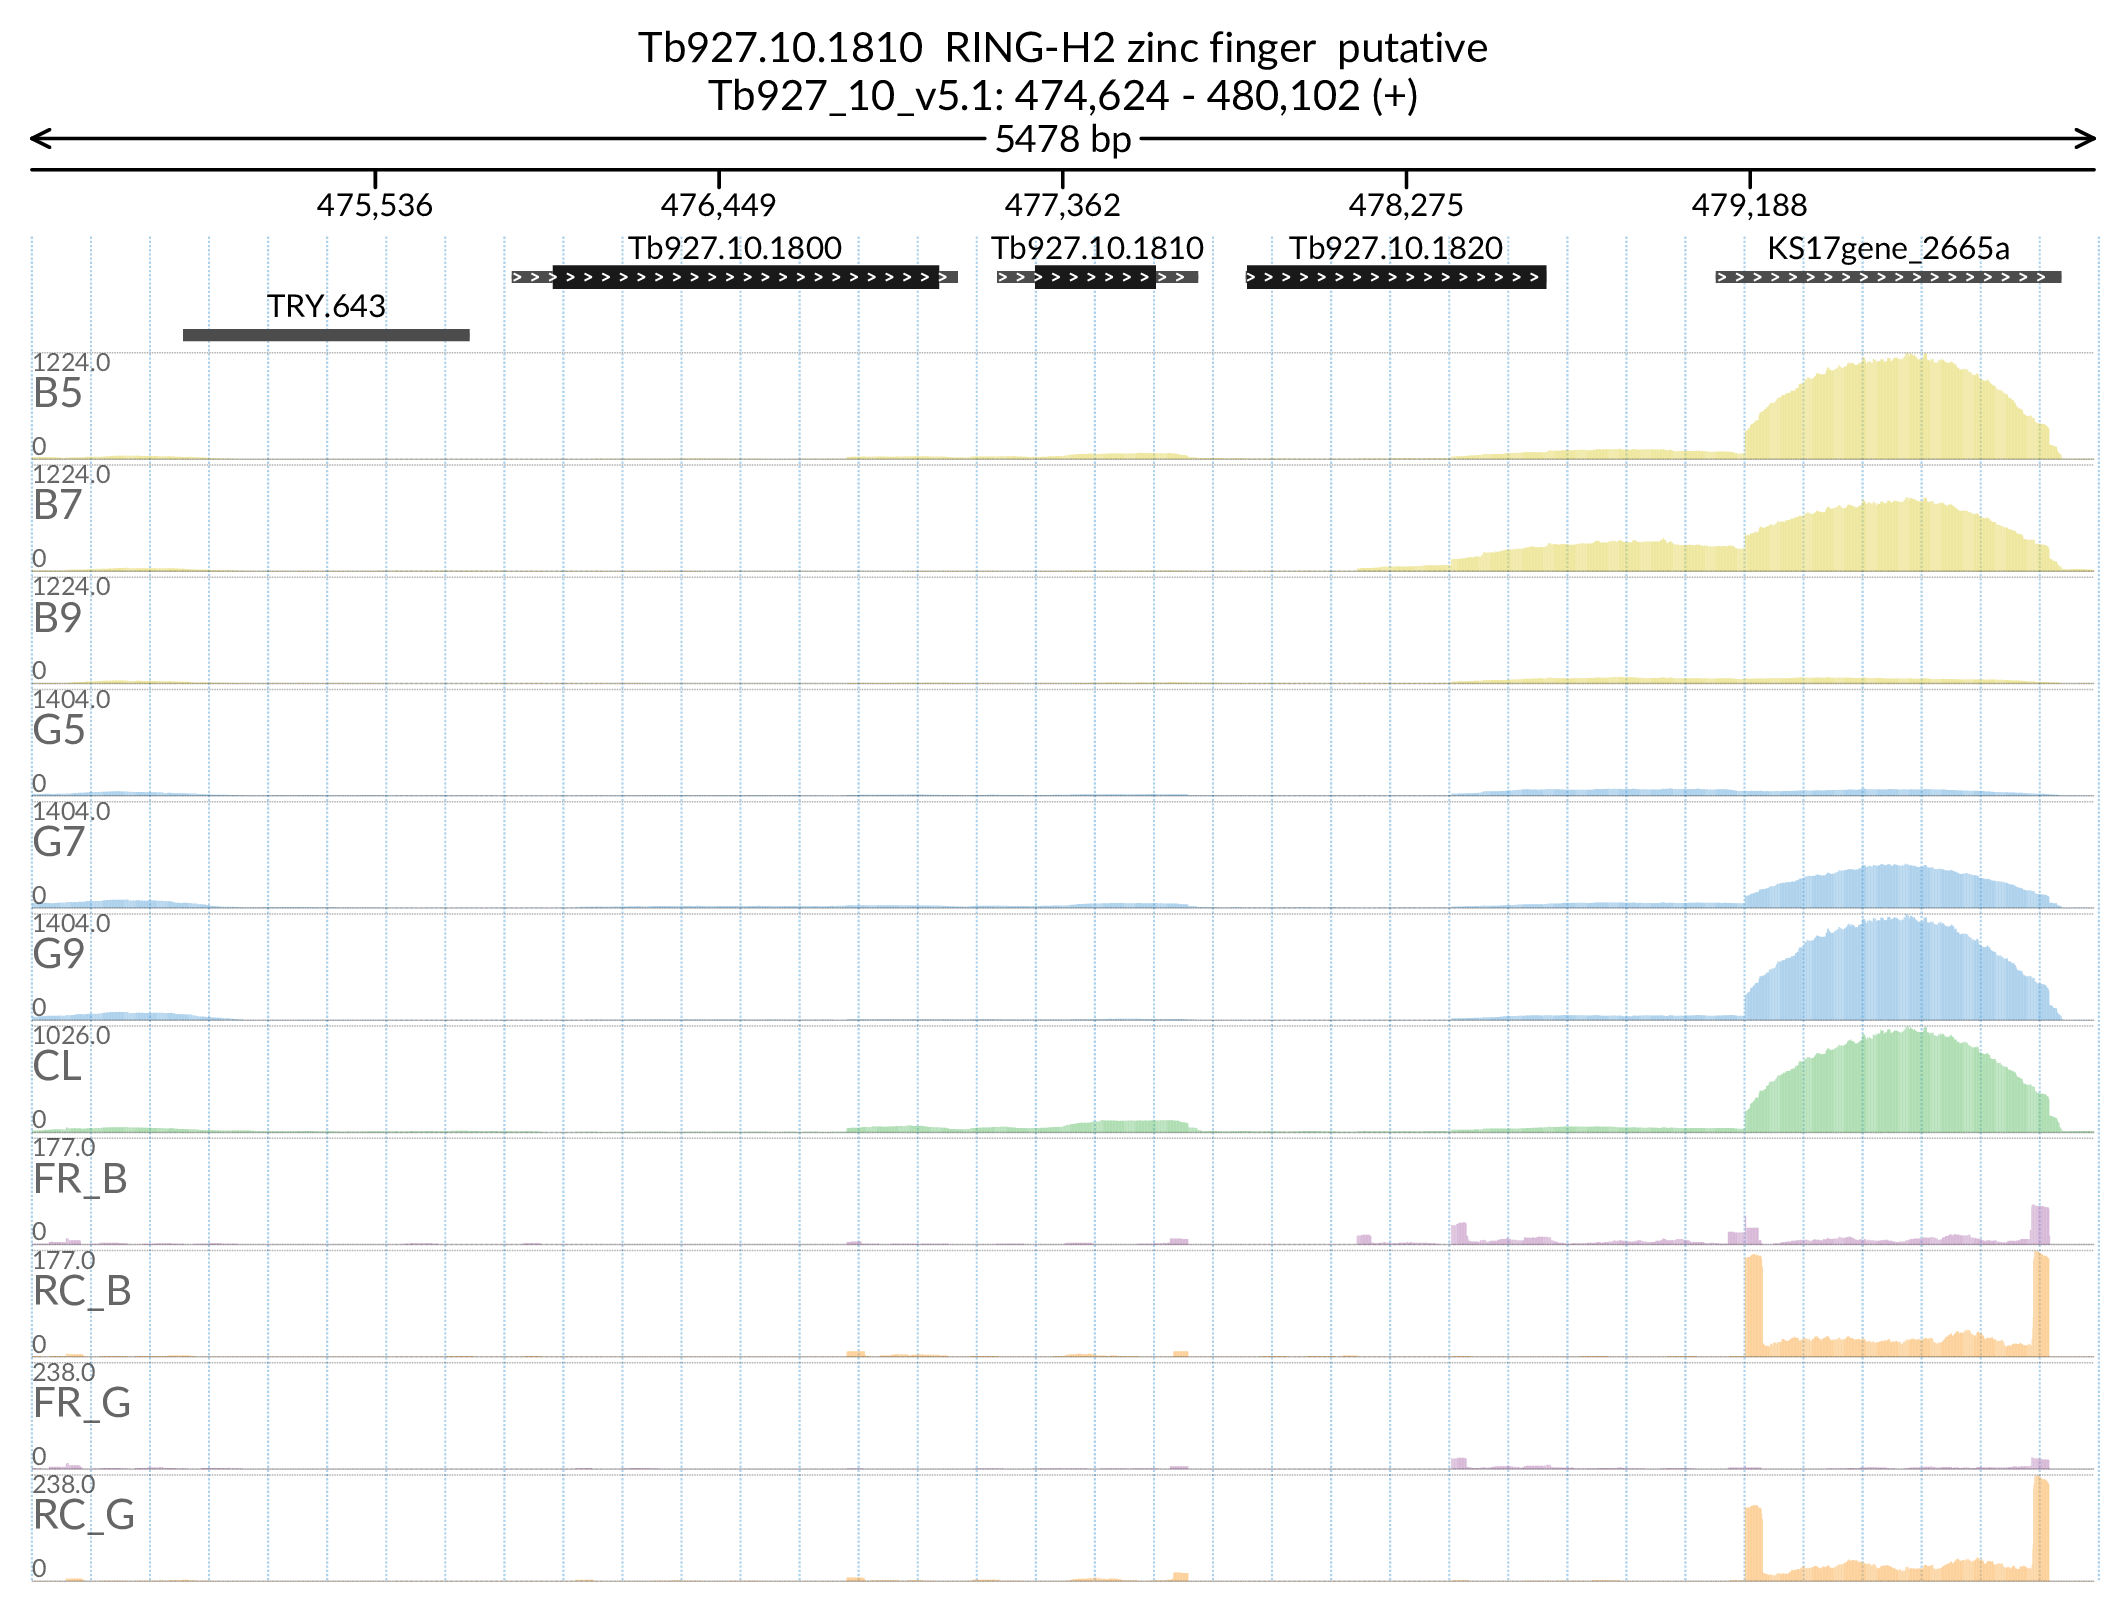 Tb927.10.1810  RING-H2 zinc finger  putative
Tb927_10_v5.1: 474,624 - 480,102 (+)
5478 bp
475,536 476,449 477,362 478,275 479,188
Tb927.10.1800 Tb927.10.1810 Tb927.10.1820 KS17gene_2665a
TRY.643
1224.0
B5
0
1224.0
B7
0
1224.0
B9
0
1404.0
G5
0
1404.0
G7
0
1404.0
G9
0
1026.0
CL
0
177.0
FR_B
0
177.0
RC_B
0
238.0
FR_G
0
238.0
RC_G
0